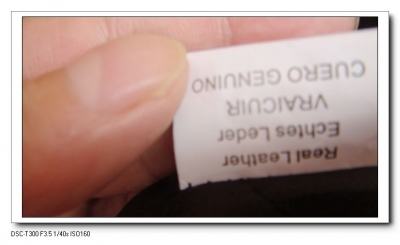 Real Leather
Echtes Leder
VRAICUIR
CUERO GENUINO
DSC-T300 F3.5 1/40s ISO160